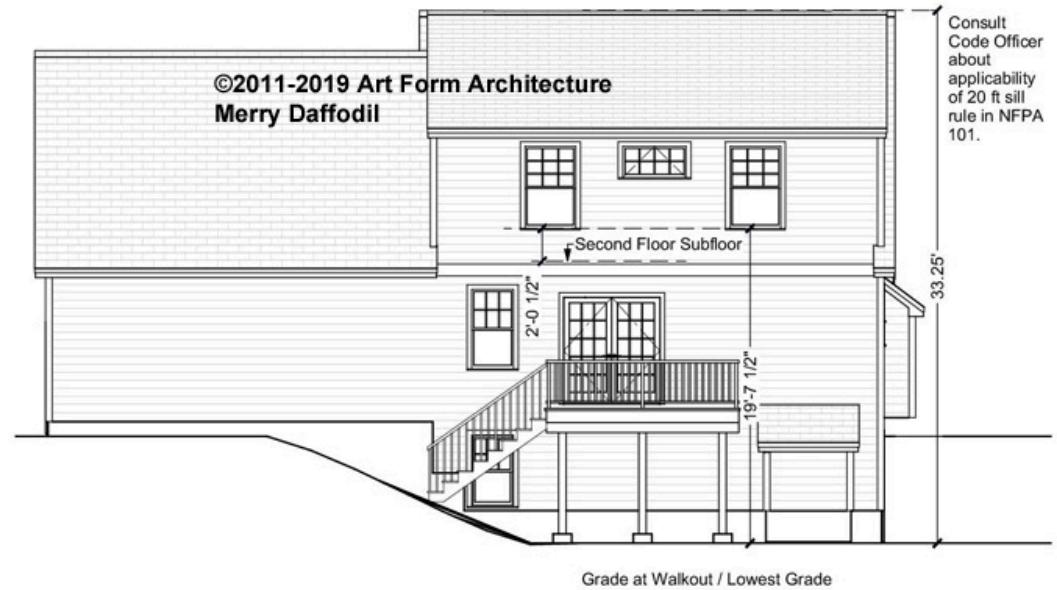 ©2011-2019 Art Form Architecture
Merry Daffodil
Consult
Code Officer
about
applicability
of 20 ft sill
rule in NFPA
101.
Second Floor Subfloor
2'-0 1/2"
33.25'
19'-7 1/2"
Grade at Walkout / Lowest Grade